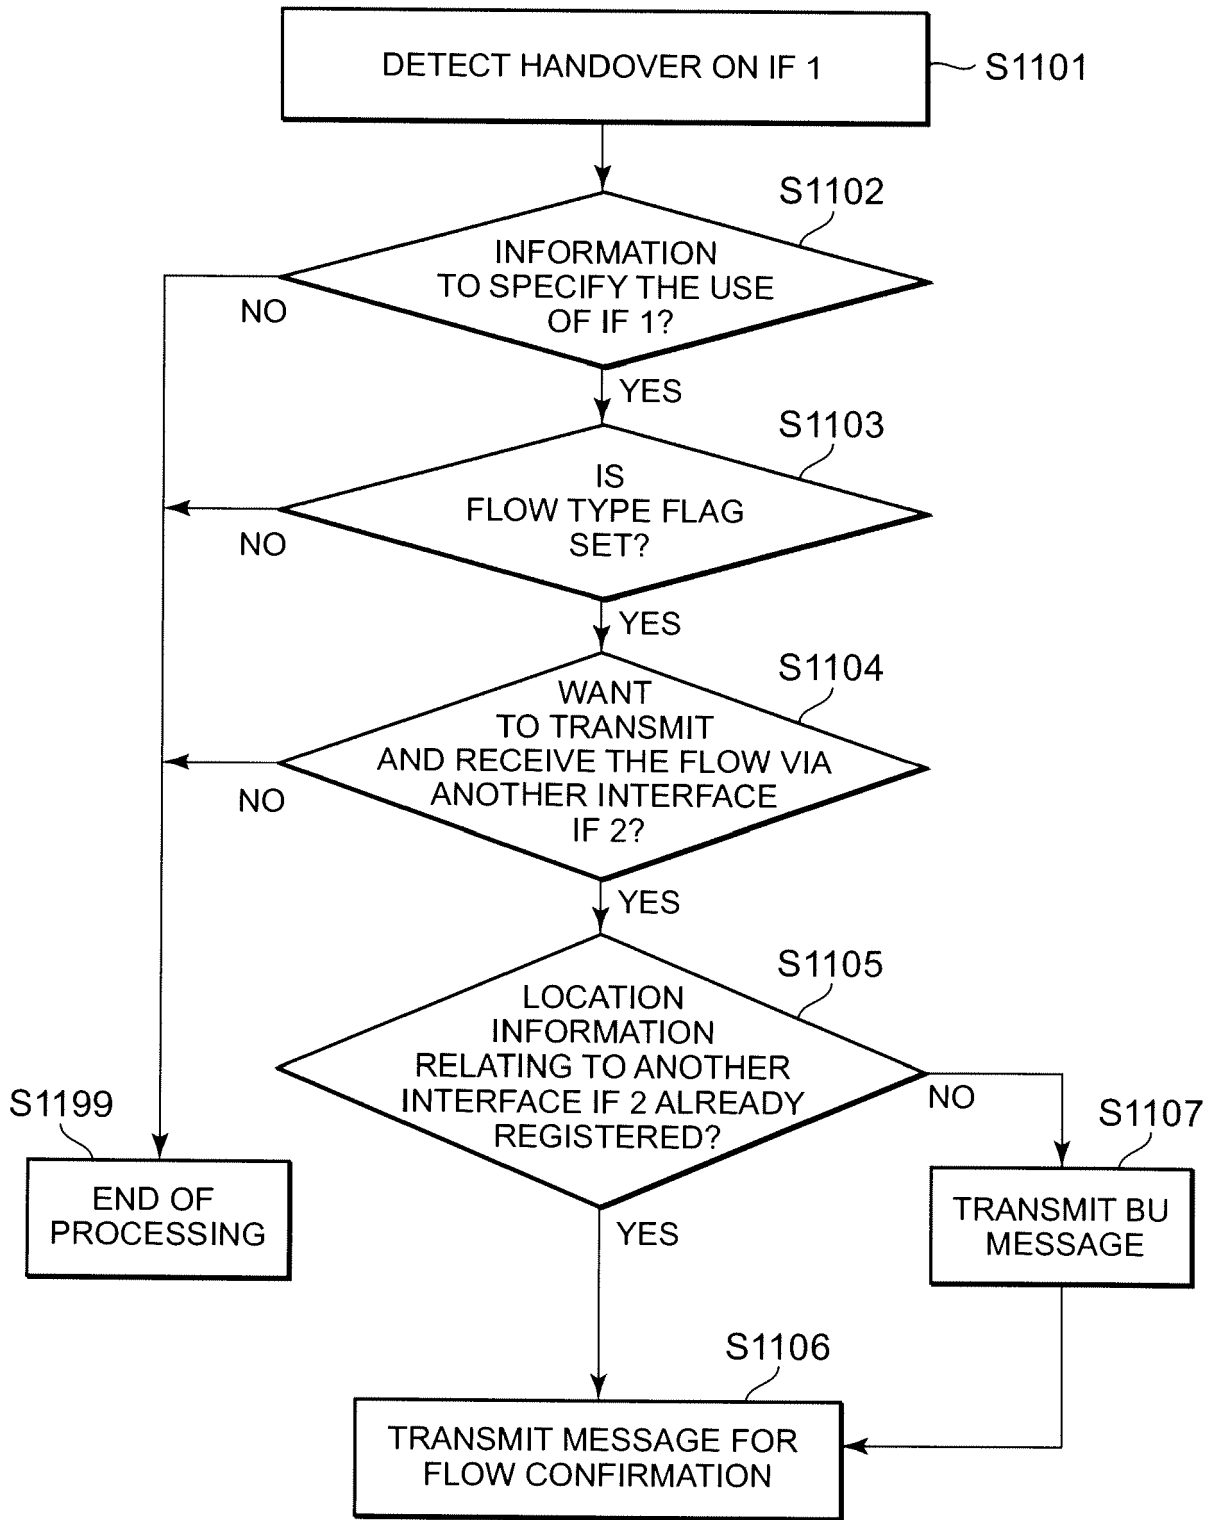 DETECT HANDOVER ON IF 1
S1101
S1102
INFORMATION
TO SPECIFY THE USE
OF IF 1?
NO
YES
S1103
IS
FLOW TYPE FLAG
SET?
NO
YES
S1104
WANT
TO TRANSMIT
AND RECEIVE THE FLOW VIA
ANOTHER INTERFACE
IF 2?
NO
YES
S1105
LOCATION
INFORMATION
RELATING TO ANOTHER
INTERFACE IF 2 ALREADY
REGISTERED?
NO
YES
S1199
END OF
PROCESSING
S1107
TRANSMIT BU
MESSAGE
S1106
TRANSMIT MESSAGE FOR
FLOW CONFIRMATION